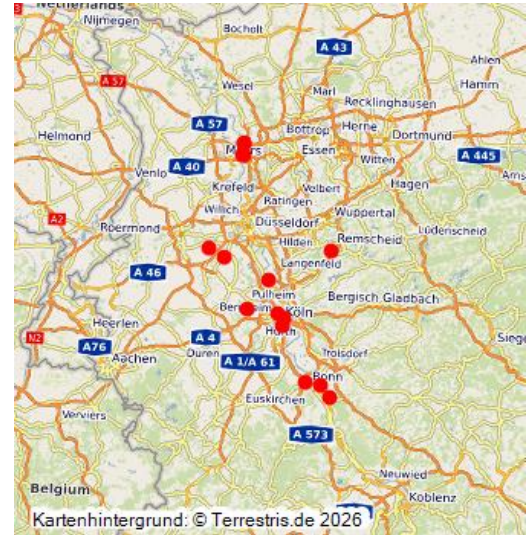 Netherlands
Nijmegen
Bocholt
A 43
Ahlen
A 57
Wesel
Marl
Hamm
Recklinghausen
A 57
Bottrop
Herne
Dortmund
Helmond
Essen
A 445
A 40
Witten
Venlo
Krefeld
Velbert
Hagen
Ratingen
A2
Willich
Wuppertal
Roermond
Düsseldorf
Lüdenscheid
Hilden
Remscheid
A 46
Langenfeld
Pulheim
Bergisch Gladbach
Heerlen
Köln
N2
A 4
A76
Düren
Aachen
A 1/A 61
Troisdorf
Bonn
Euskirchen
Verviers
A 573
Neuwied
Belgium
Koblenz
Kartenhintergrund: © Terrestris.de 2026